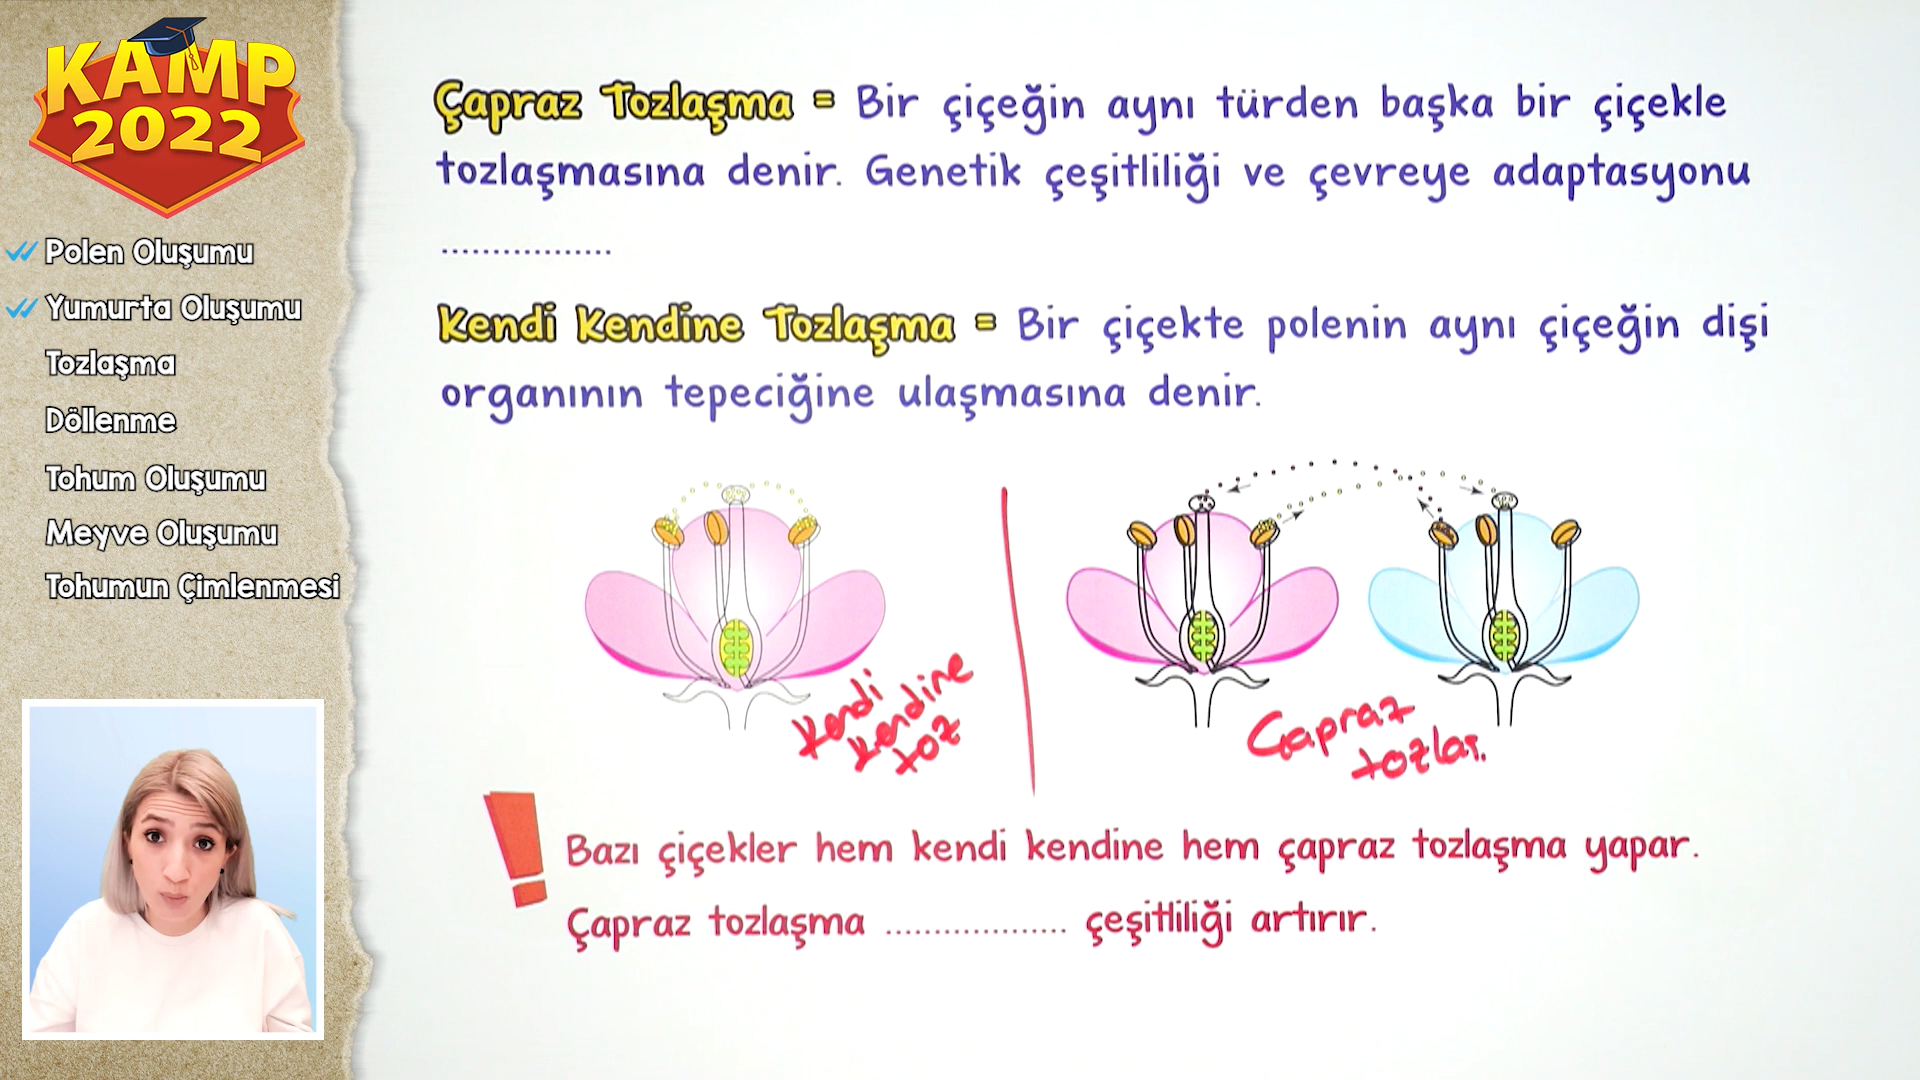 KAMP
2022
Polen Oluşumu
Yumurta Oluşumu
Tozlaşma
Döllenme
Tohum Oluşumu
Meyve Oluşumu
Tohumun Çimlenmesi
Çapraz Tozlaşma = Bir çiçeğin aynı türden başka bir çiçekle
tozlaşmasına denir. Genetik çeşitliliği ve çevreye adaptasyonu
.................
Kendi Kendine Tozlaşma = Bir çiçekte polenin aynı çiçeğin dişi
organının tepeciğine ulaşmasına denir.
Kendi
kendine
toz
Çapraz
tozlaş.
! Bazı çiçekler hem kendi kendine hem çapraz tozlaşma yapar.
Çapraz tozlaşma ................... çeşitliliği artırır.